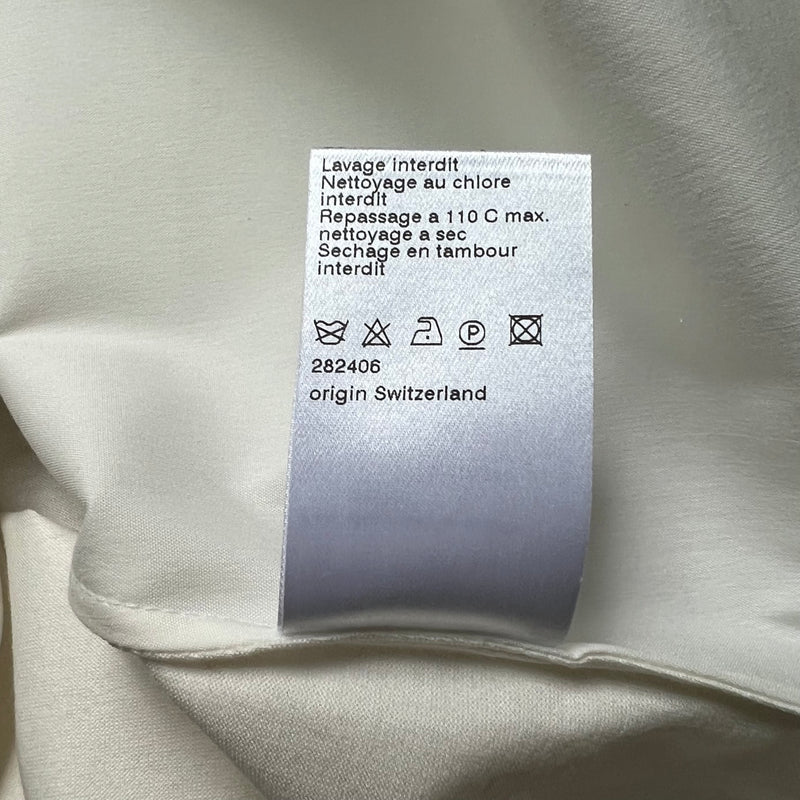 Lavage interdit
Nettoyage au chlore
interdit
Repassage a 110 C max.
nettoyage a sec
Sechage en tambour
interdit
P
282406
origin Switzerland